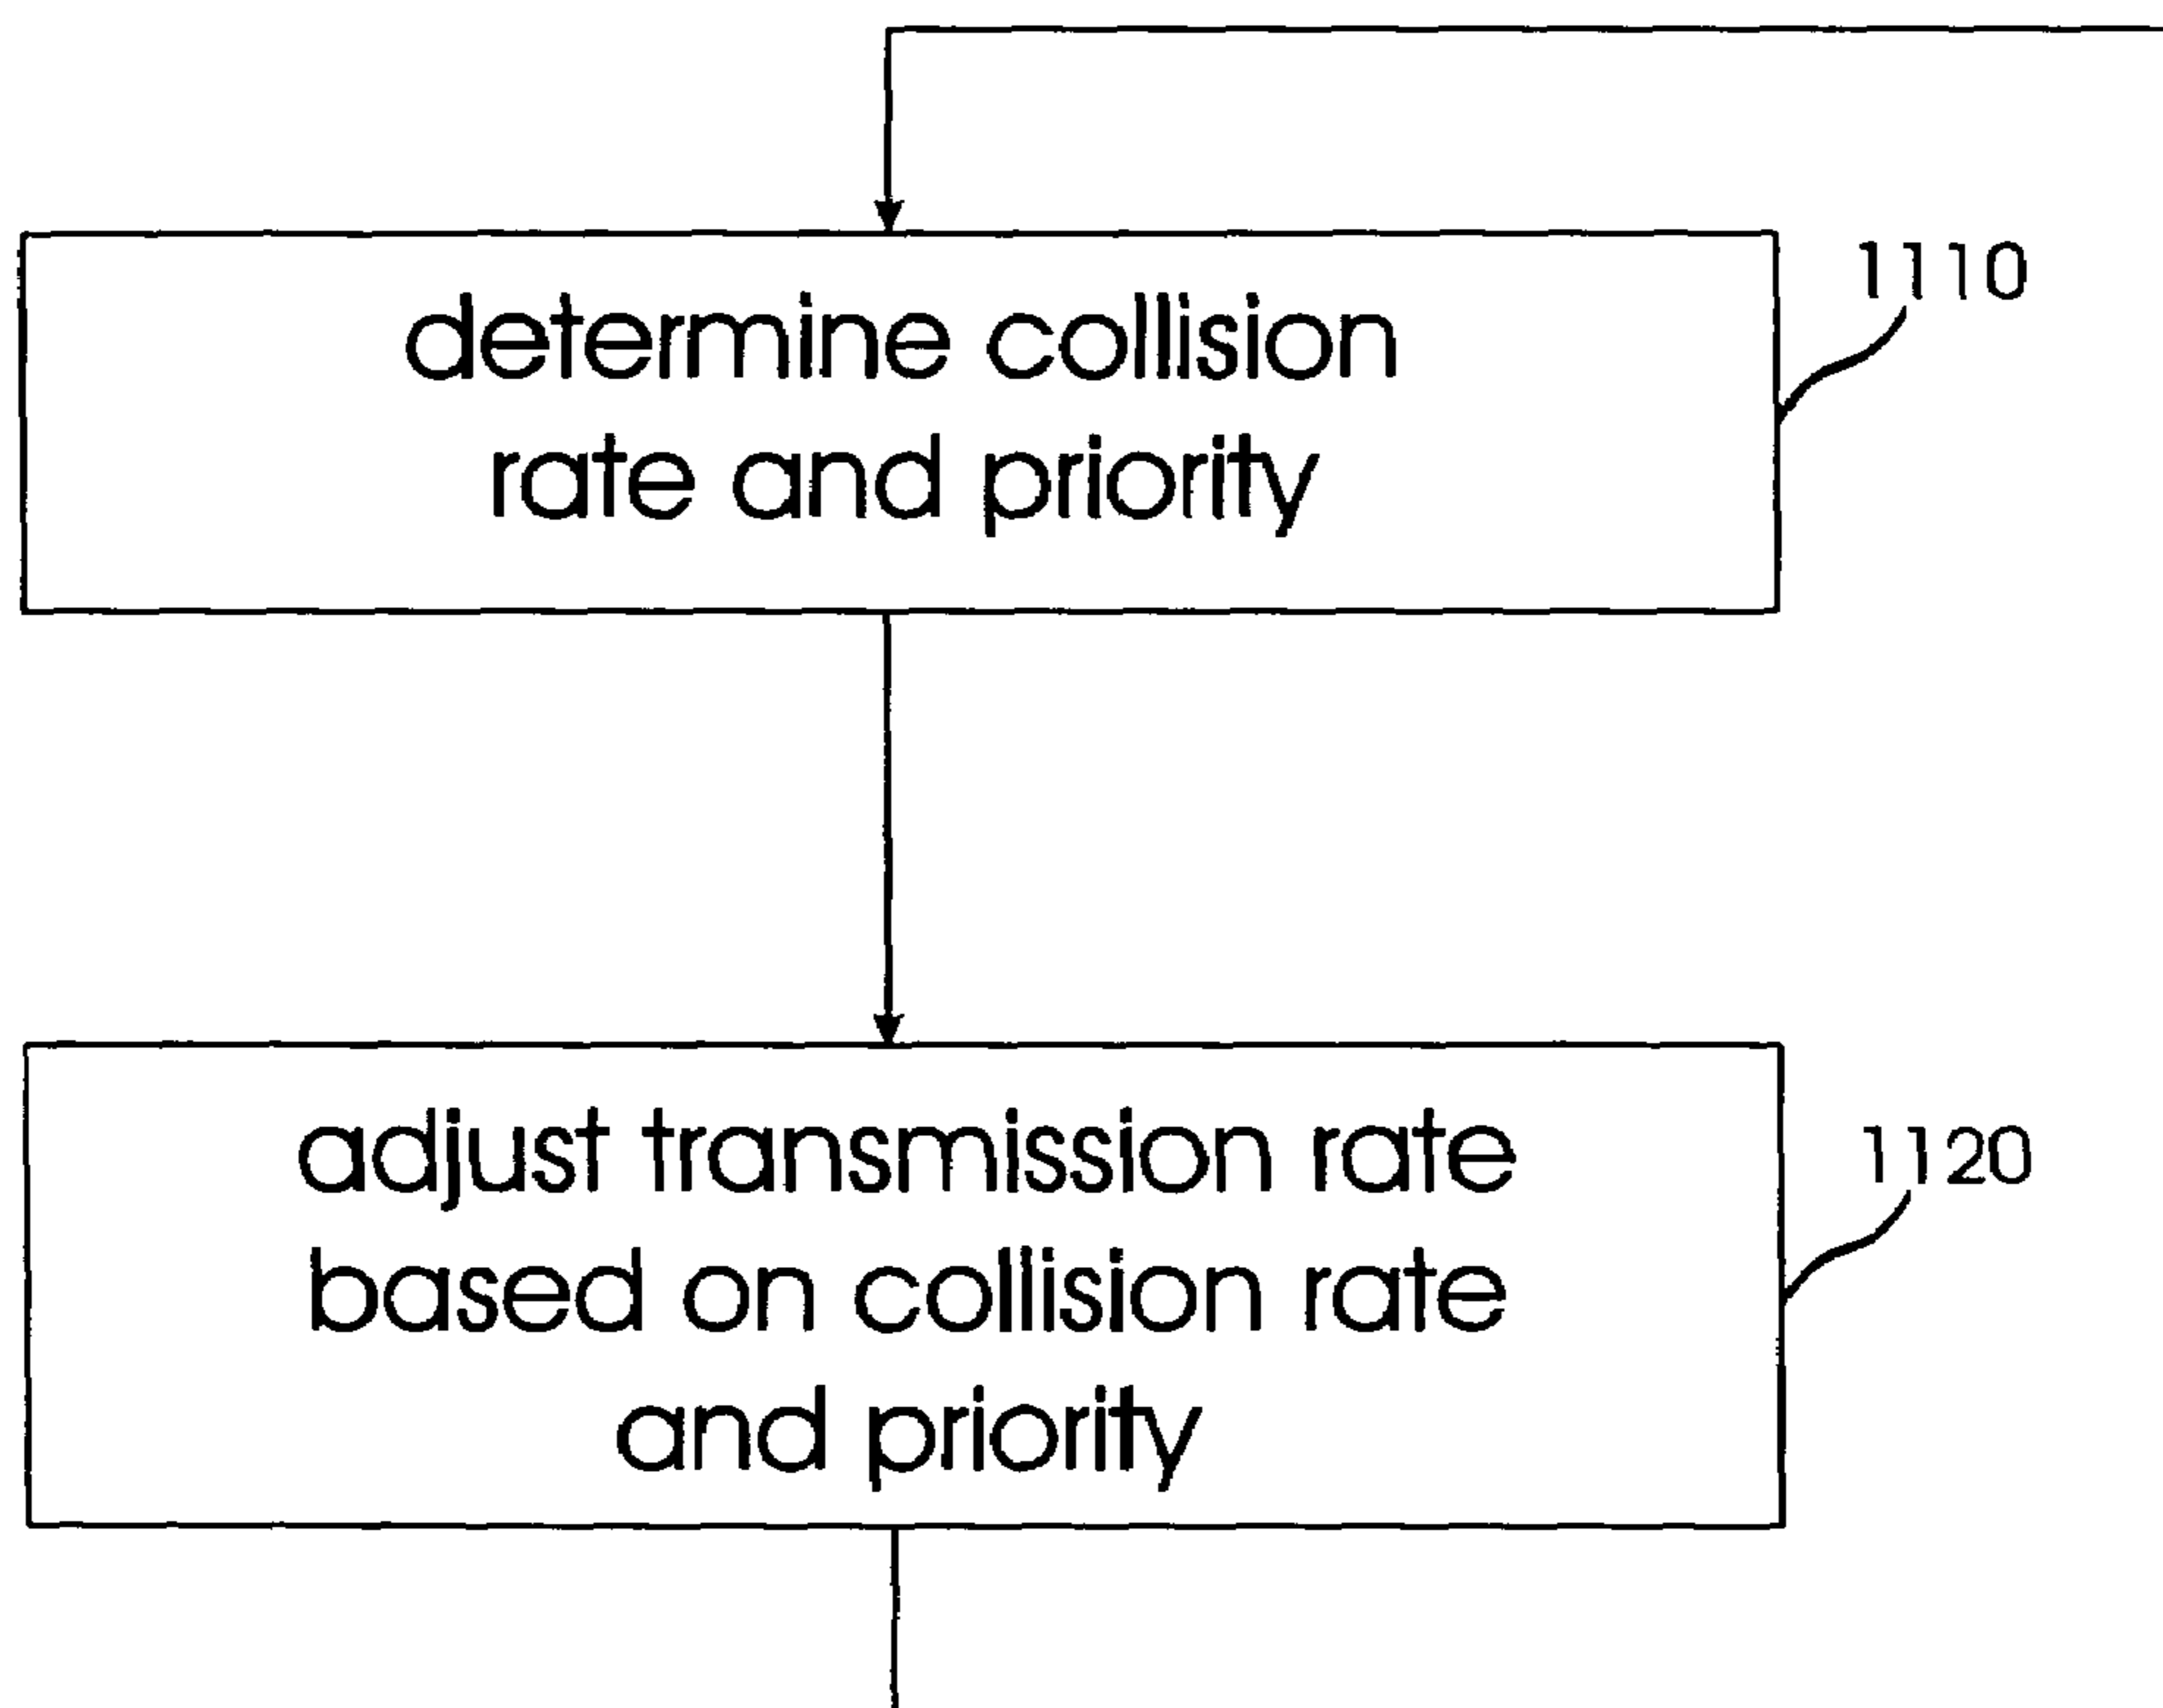 determine collision
rate and priority
1110
adjust transmission rate
based on collision rate
and priority
1120